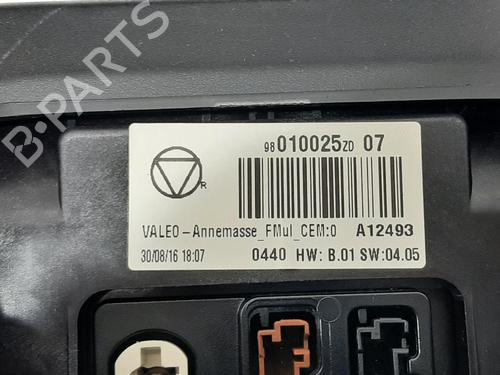 B-PARTS
98 010025 ZD 07
R
VALEO-Annemasse_FMul_CEM:0 A12493
30/08/16 18:07 0440 HW: B.01 SW:04.05